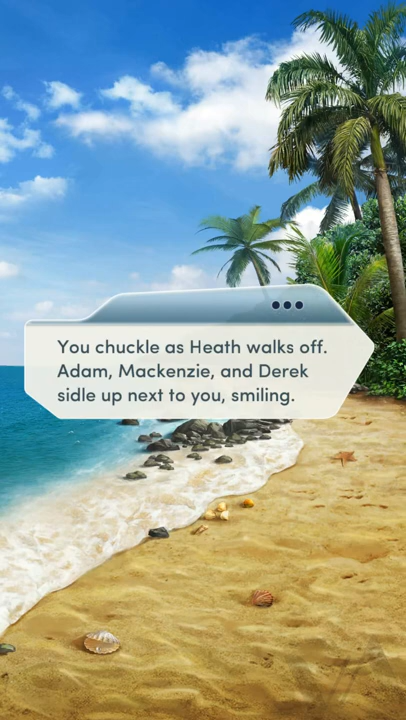 You chuckle as Heath walks off.
Adam, Mackenzie, and Derek
sidle up next to you, smiling.